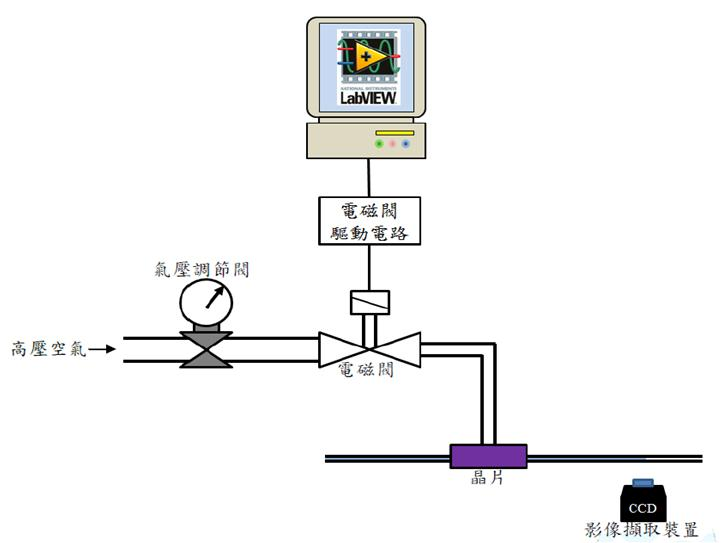 NATIONAL INSTRUMENTS
LabVIEW
電磁閥
驅動電路
氣壓調節閥
高壓空氣
電磁閥
晶片
CCD
影像擷取裝置